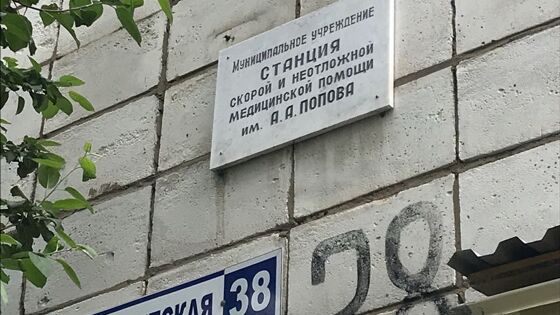 Муниципальное учреждение
СТАНЦИЯ
СКОРОЙ И НЕОТЛОЖНОЙ
МЕДИЦИНСКОЙ ПОМОЩИ
ИМ. А.А. ПОПОВА
38